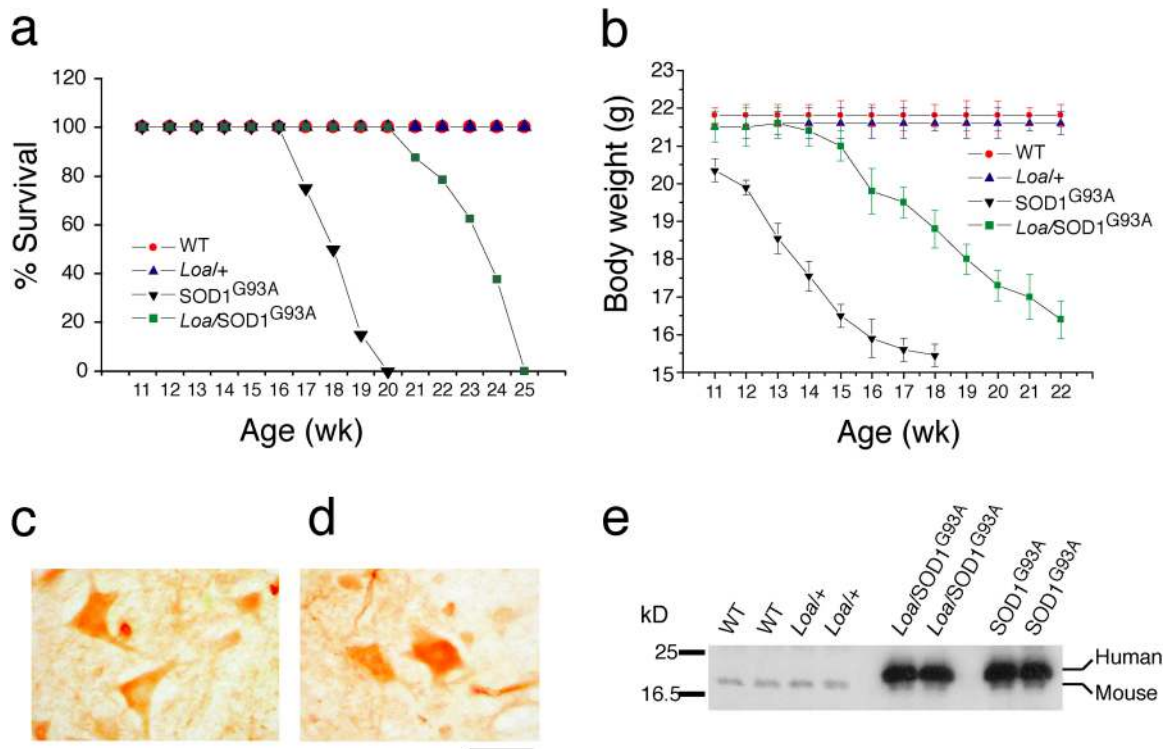 a
120
100
80
60
40
20
0
% Survival
WT
Loa/+
SOD1G93A
Loa/SOD1G93A
11 12 13 14 15 16 17 18 19 20 21 22 23 24 25
Age (wk)
b
23
22
21
20
19
18
17
16
15
Body weight (g)
WT
Loa/+
SOD1G93A
Loa/SOD1G93A
11 12 13 14 15 16 17 18 19 20 21 22
Age (wk)
c
d
e
kD
WT WT Loa/+ Loa/+ Loa/SOD1G93A Loa/SOD1G93A SOD1G93A SOD1G93A
25
16.5
Human
Mouse